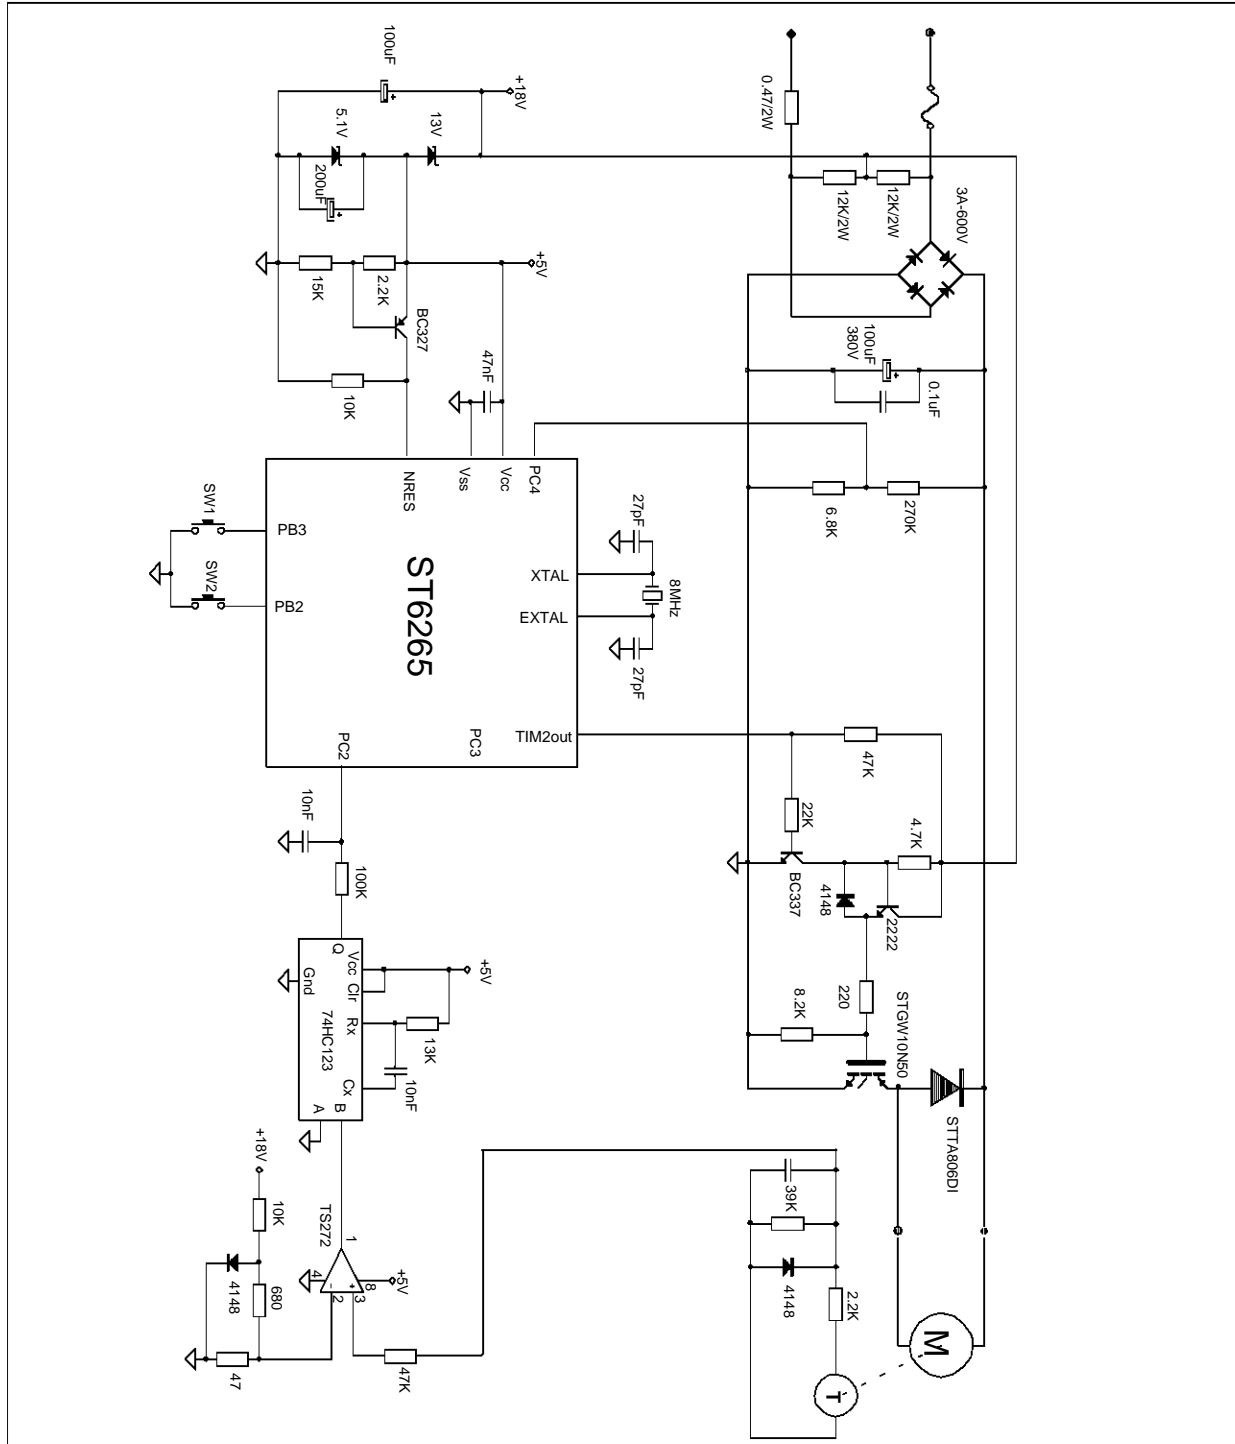 100uF
+18V
0.47/2W
5.1V
13V
200uF
12K/2W
12K/2W
3A-600V
15K
2.2K
+5V
BC327
10K
47nF
100uF
380V
0.1uF
NRES
Vss
Vcc
PC4
6.8K
270K
SW1
PB3
SW2
PB2
ST6265
XTAL
EXTAL
27pF
8MHz
27pF
PC2
PC3
TIM2out
47K
22K
4.7K
BC337
4148
2222
10nF
100K
220
8.2K
STGW10N50
STTA806DI
Q
Vcc
Clr
Gnd
74HC123
Rx
Cx
A
B
+5V
13K
10nF
+18V
10K
4148
680
47
TS272
1
4
8
2
3
-
+
+5V
47K
39K
4148
2.2K
M
T